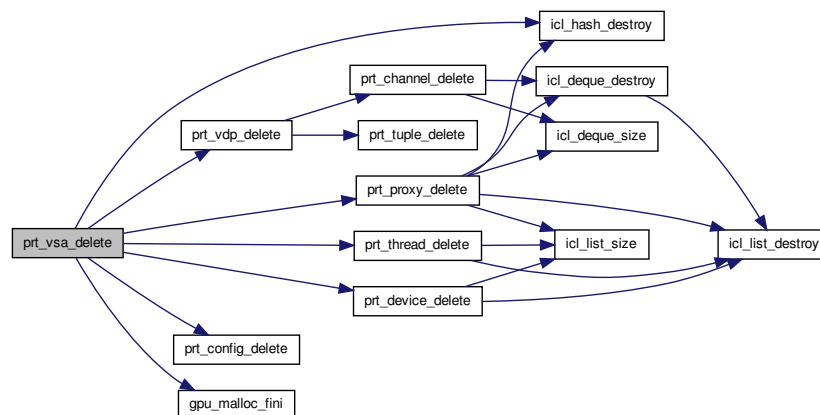 icl_hash_destroy
prt_channel_delete
icl_deque_destroy
prt_vdp_delete
prt_tuple_delete
icl_deque_size
prt_proxy_delete
prt_vsa_delete
prt_thread_delete
icl_list_size
icl_list_destroy
prt_device_delete
prt_config_delete
gpu_malloc_fini